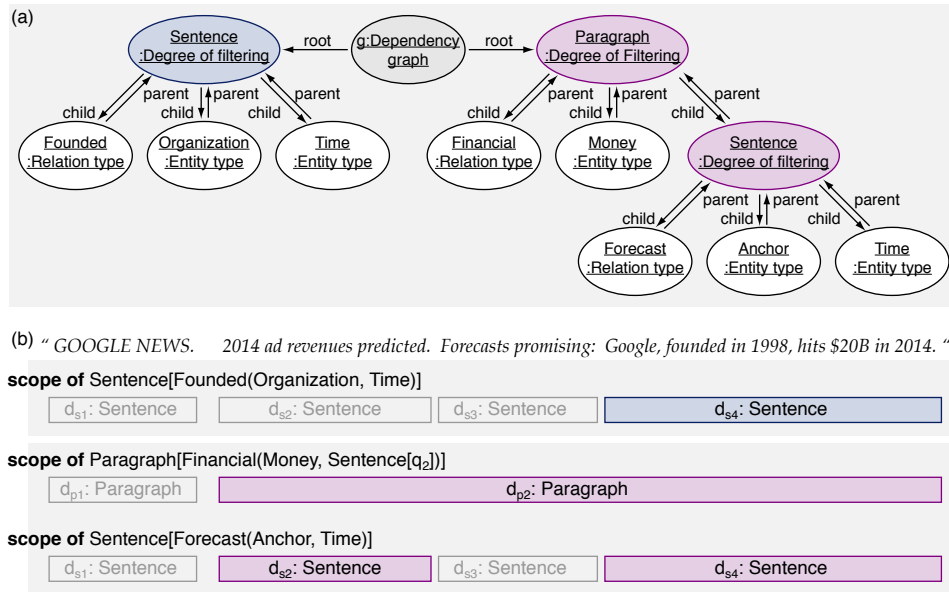 (a)
Sentence
:Degree of filtering
root
g:Dependency
graph
root
Paragraph
:Degree of Filtering
child
parent
child
parent
child
parent
child
parent
child
parent
child
parent
Founded
:Relation type
Organization
:Entity type
Time
:Entity type
Financial
:Relation type
Money
:Entity type
Sentence
:Degree of filtering
child
parent
child
parent
child
parent
Forecast
:Relation type
Anchor
:Entity type
Time
:Entity type
(b) “ GOOGLE NEWS. 2014 ad revenues predicted. Forecasts promising: Google, founded in 1998, hits $20B in 2014. “
scope of Sentence[Founded(Organization, Time)]
ds1: Sentence ds2: Sentence ds3: Sentence ds4: Sentence
scope of Paragraph[Financial(Money, Sentence[q2])]
dp1: Paragraph dp2: Paragraph
scope of Sentence[Forecast(Anchor, Time)]
ds1: Sentence ds2: Sentence ds3: Sentence ds4: Sentence